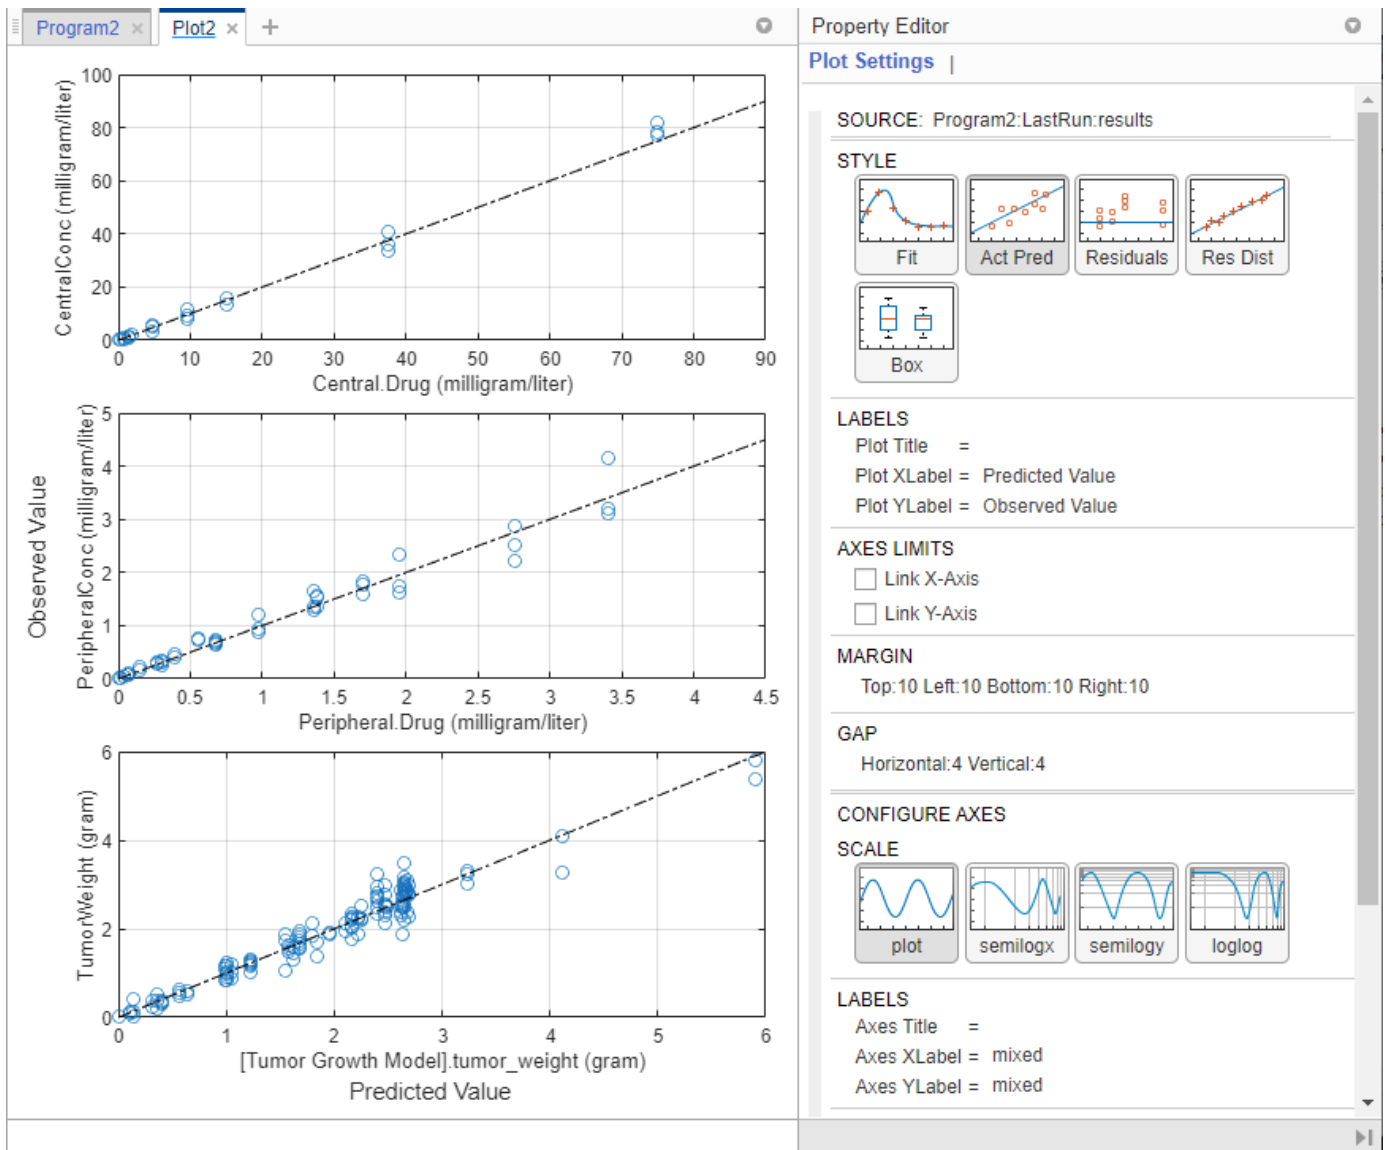 Program2 × Plot2 × +
100
80
60
40
20
0
CentralConc (milligram/liter)
0 10 20 30 40 50 60 70 80 90
Central.Drug (milligram/liter)
5
4
3
2
1
0
PeripheralConc (milligram/liter)
Observed Value
0 0.5 1 1.5 2 2.5 3 3.5 4 4.5
Peripheral.Drug (milligram/liter)
6
4
2
0
TumorWeight (gram)
0 1 2 3 4 5 6
[Tumor Growth Model].tumor_weight (gram)
Predicted Value
Property Editor
Plot Settings |
SOURCE: Program2:LastRun:results
STYLE
Fit Act Pred Residuals Res Dist
Box
LABELS
Plot Title =
Plot XLabel = Predicted Value
Plot YLabel = Observed Value
AXES LIMITS
Link X-Axis
Link Y-Axis
MARGIN
Top:10 Left:10 Bottom:10 Right:10
GAP
Horizontal:4 Vertical:4
CONFIGURE AXES
SCALE
plot semilogx semilogy loglog
LABELS
Axes Title =
Axes XLabel = mixed
Axes YLabel = mixed